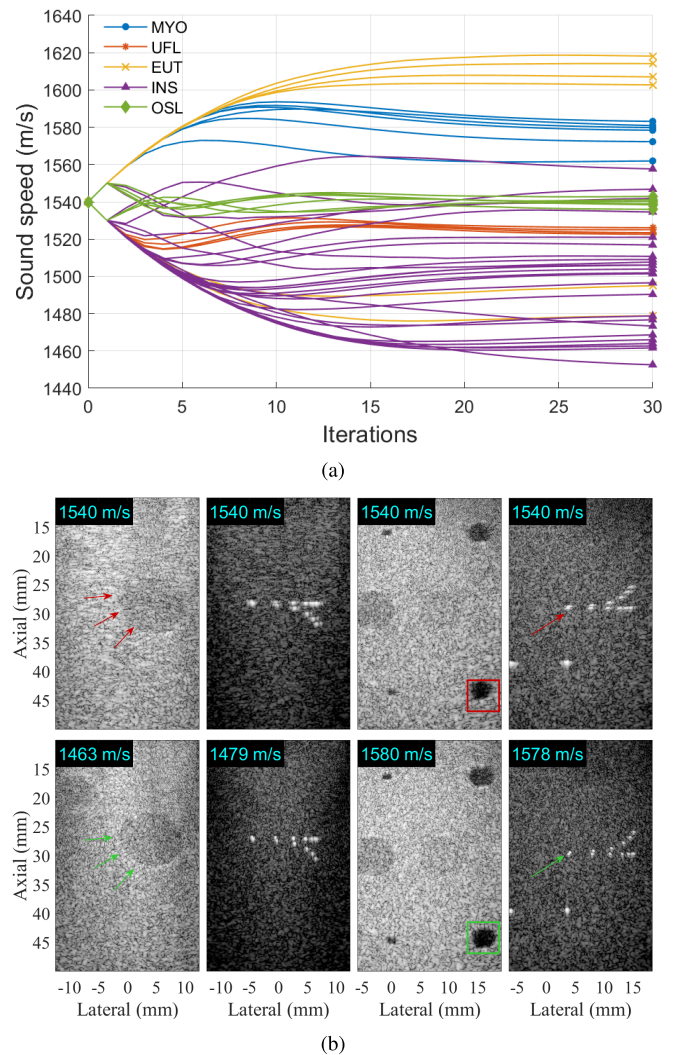 1640
1620
1600
1580
1560
1540
1520
1500
1480
1460
1440
Sound speed (m/s)
MYO
UFL
EUT
INS
OSL
0 5 10 15 20 25 30
Iterations
(a)
1540 m/s 1540 m/s 1540 m/s 1540 m/s
15
20
25
30
35
40
45
Axial (mm)
1463 m/s 1479 m/s 1580 m/s 1578 m/s
15
20
25
30
35
40
45
Axial (mm)
-10 -5 0 5 10 -10 -5 0 5 10 -5 0 5 10 15 -5 0 5 10 15
Lateral (mm) Lateral (mm) Lateral (mm) Lateral (mm)
(b)